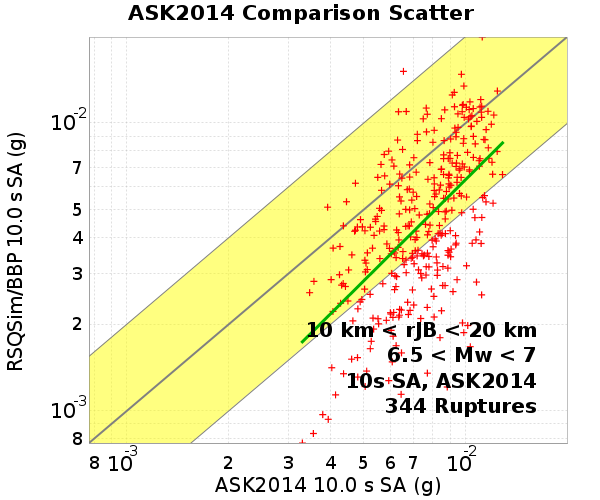 ASK2014 Comparison Scatter
RSQSim/BBP 10.0 s SA (g)
10⁻²
7
5
4
3
2
10⁻³
8
10 km < rJB < 20 km
6.5 < Mw < 7
10s SA, ASK2014
344 Ruptures
8 10⁻³ 2 3 4 5 6 7 10⁻²
ASK2014 10.0 s SA (g)